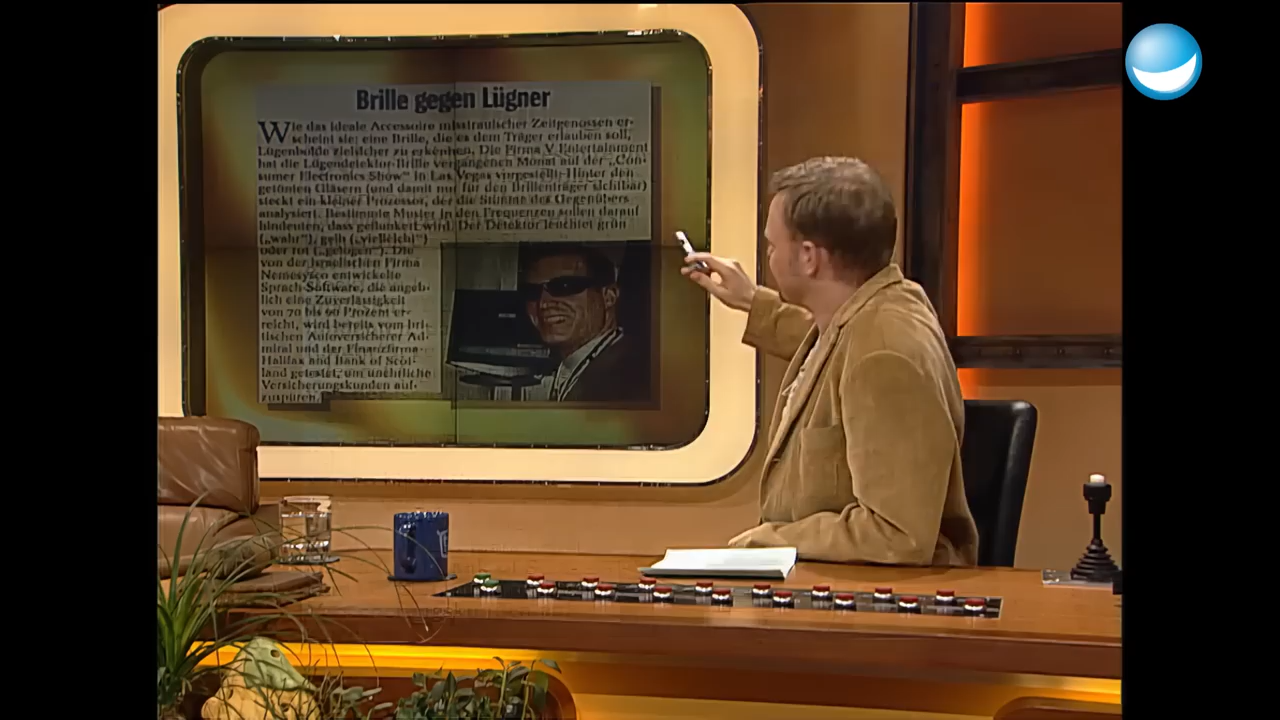 Brille gegen Lügner
Wie das ideale Accessoire misstrauischer Zeitgenossen er-
scheint sie: eine Brille, die es dem Träger erlauben soll,
Lügenbolde zielsicher zu erkennen. Die Firma V Entertainment
hat die Lügendetektor-Brille vergangenen Monat auf der „Con-
sumer Electronics Show" in Las Vegas vorgestellt. Hinter den
getönten Gläsern (und damit nur für den Brillenträger sichtbar)
steckt ein kleiner Prozessor, der die Stimme des Gegenübers
analysiert. Bestimmte Muster in den Frequenzen sollen darauf
hindeuten, dass geflunkert wird. Der Detektor leuchtet grün
(„wahr"), gelb („vielleicht")
oder rot („gelogen"). Die
von der israelischen Firma
Nemesysco entwickelte
Sprach-Software, die angeb-
lich eine Zuverlässigkeit
von 70 bis 90 Prozent er-
reicht, wird bereits vom bri-
tischen Autoversicherer Ad-
miral und der Finanzfirma
Halifax and Bank of Scot-
land getestet, um unehrliche
Versicherungskunden auf-
zuspüren.